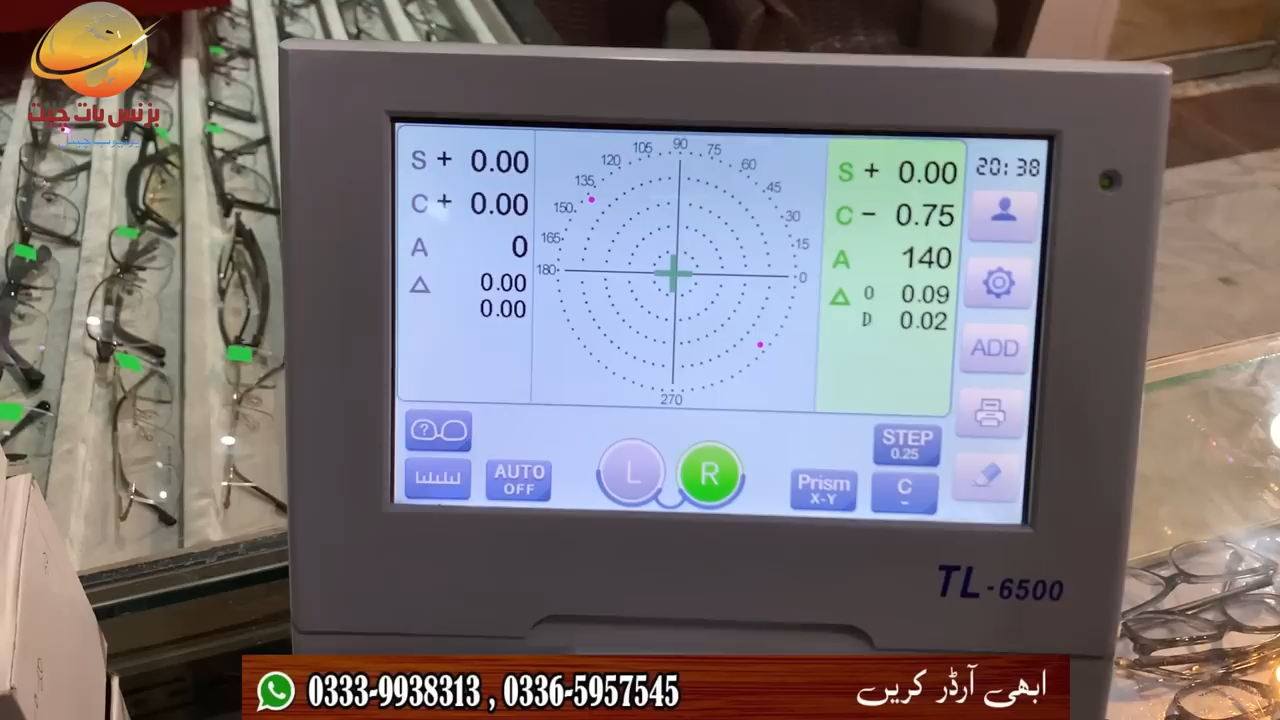 بزنس بات چیت
S + 0.00
C + 0.00
A 0
△ 0.00
0.00
90
105
75
120
60
135
45
150
30
165
15
180
0
270
S + 0.00
C - 0.75
A 140
△ O 0.09
D 0.02
20:38
ADD
AUTO
OFF
L
R
Prism
X-Y
STEP
0.25
C
-
TL-6500
0333-9938313 , 0336-5957545
ابھی آرڈر کریں